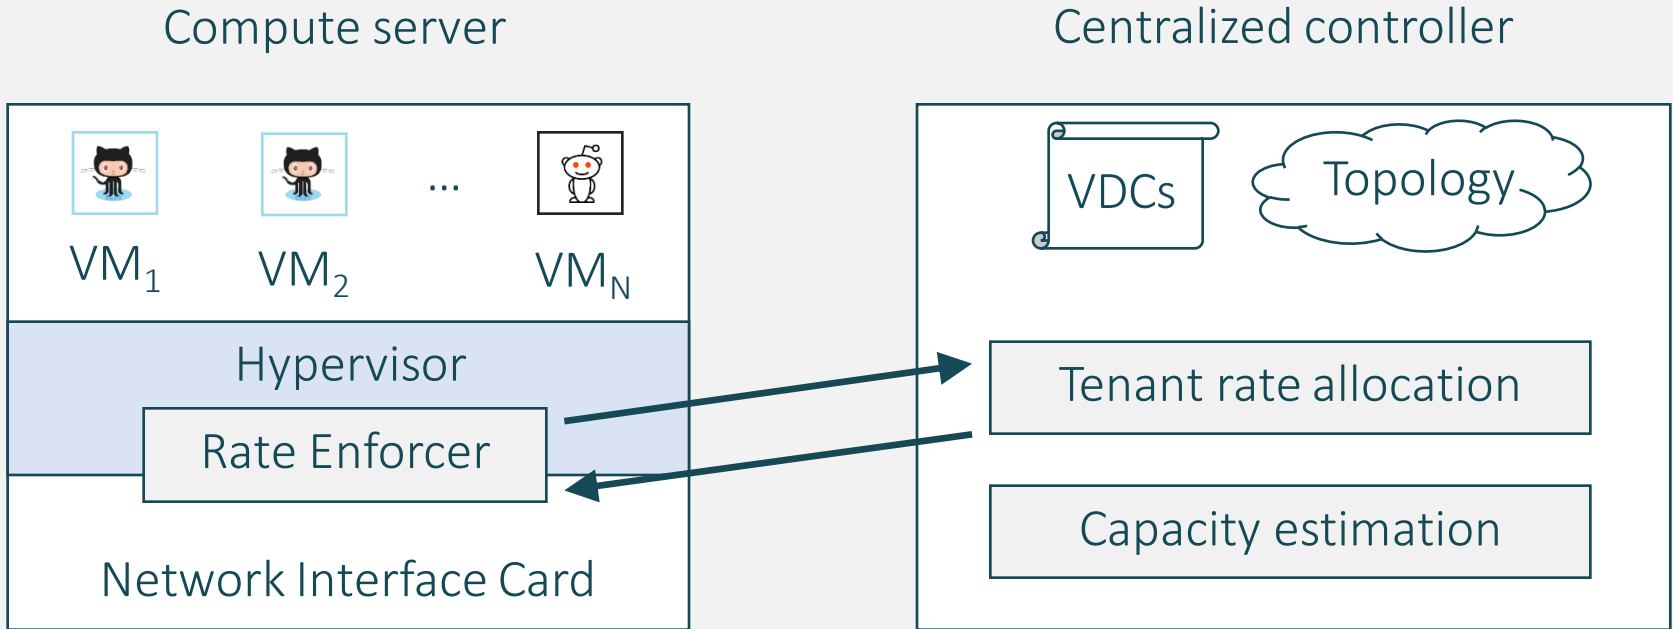 Compute server
Centralized controller
VM1
VM2
...
VMN
Hypervisor
Rate Enforcer
Network Interface Card
VDCs
Topology
Tenant rate allocation
Capacity estimation